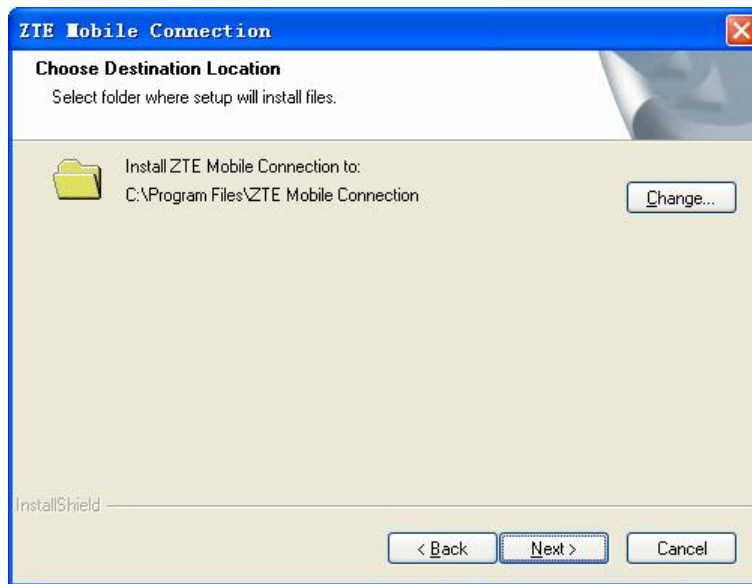 ZTE Mobile Connection
Choose Destination Location
Select folder where setup will install files.
Install ZTE Mobile Connection to:
C:\Program Files\ZTE Mobile Connection
Change...
InstallShield
< Back
Next >
Cancel